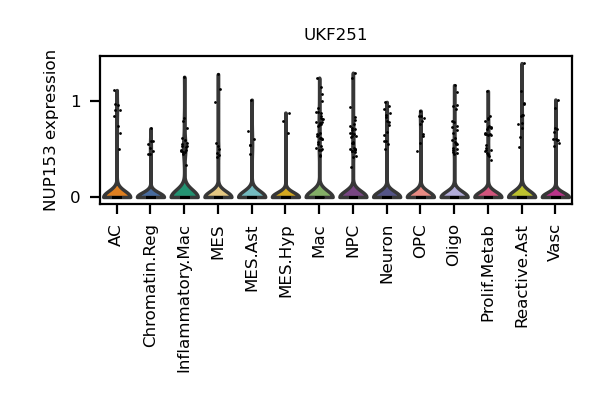 UKF251
NUP153 expression
1
0
AC
Chromatin.Reg
Inflammatory.Mac
MES
MES.Ast
MES.Hyp
Mac
NPC
Neuron
OPC
Oligo
Prolif.Metab
Reactive.Ast
Vasc